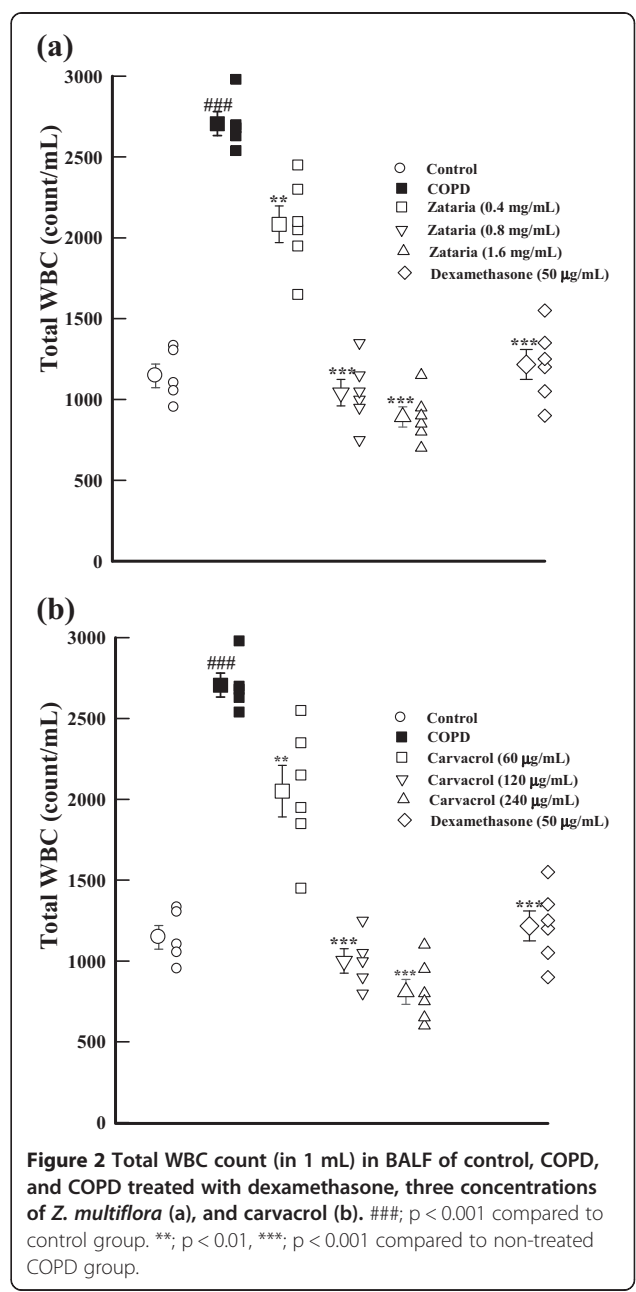 (a)
Total WBC (count/mL)
3000
2500
2000
1500
1000
500
0
###
**
***
***
***
Control
COPD
Zataria (0.4 mg/mL)
Zataria (0.8 mg/mL)
Zataria (1.6 mg/mL)
Dexamethasone (50 µg/mL)
(b)
Total WBC (count/mL)
3000
2500
2000
1500
1000
500
0
###
**
***
***
***
Control
COPD
Carvacrol (60 µg/mL)
Carvacrol (120 µg/mL)
Carvacrol (240 µg/mL)
Dexamethasone (50 µg/mL)
Figure 2 Total WBC count (in 1 mL) in BALF of control, COPD,
and COPD treated with dexamethasone, three concentrations
of Z. multiflora (a), and carvacrol (b). ###; p < 0.001 compared to
control group. **; p < 0.01, ***; p < 0.001 compared to non-treated
COPD group.